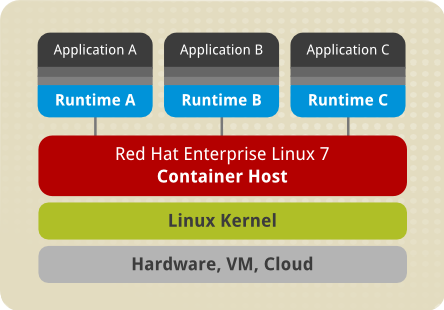 Application A
Application B
Application C
Runtime A
Runtime B
Runtime C
Red Hat Enterprise Linux 7
Container Host
Linux Kernel
Hardware, VM, Cloud